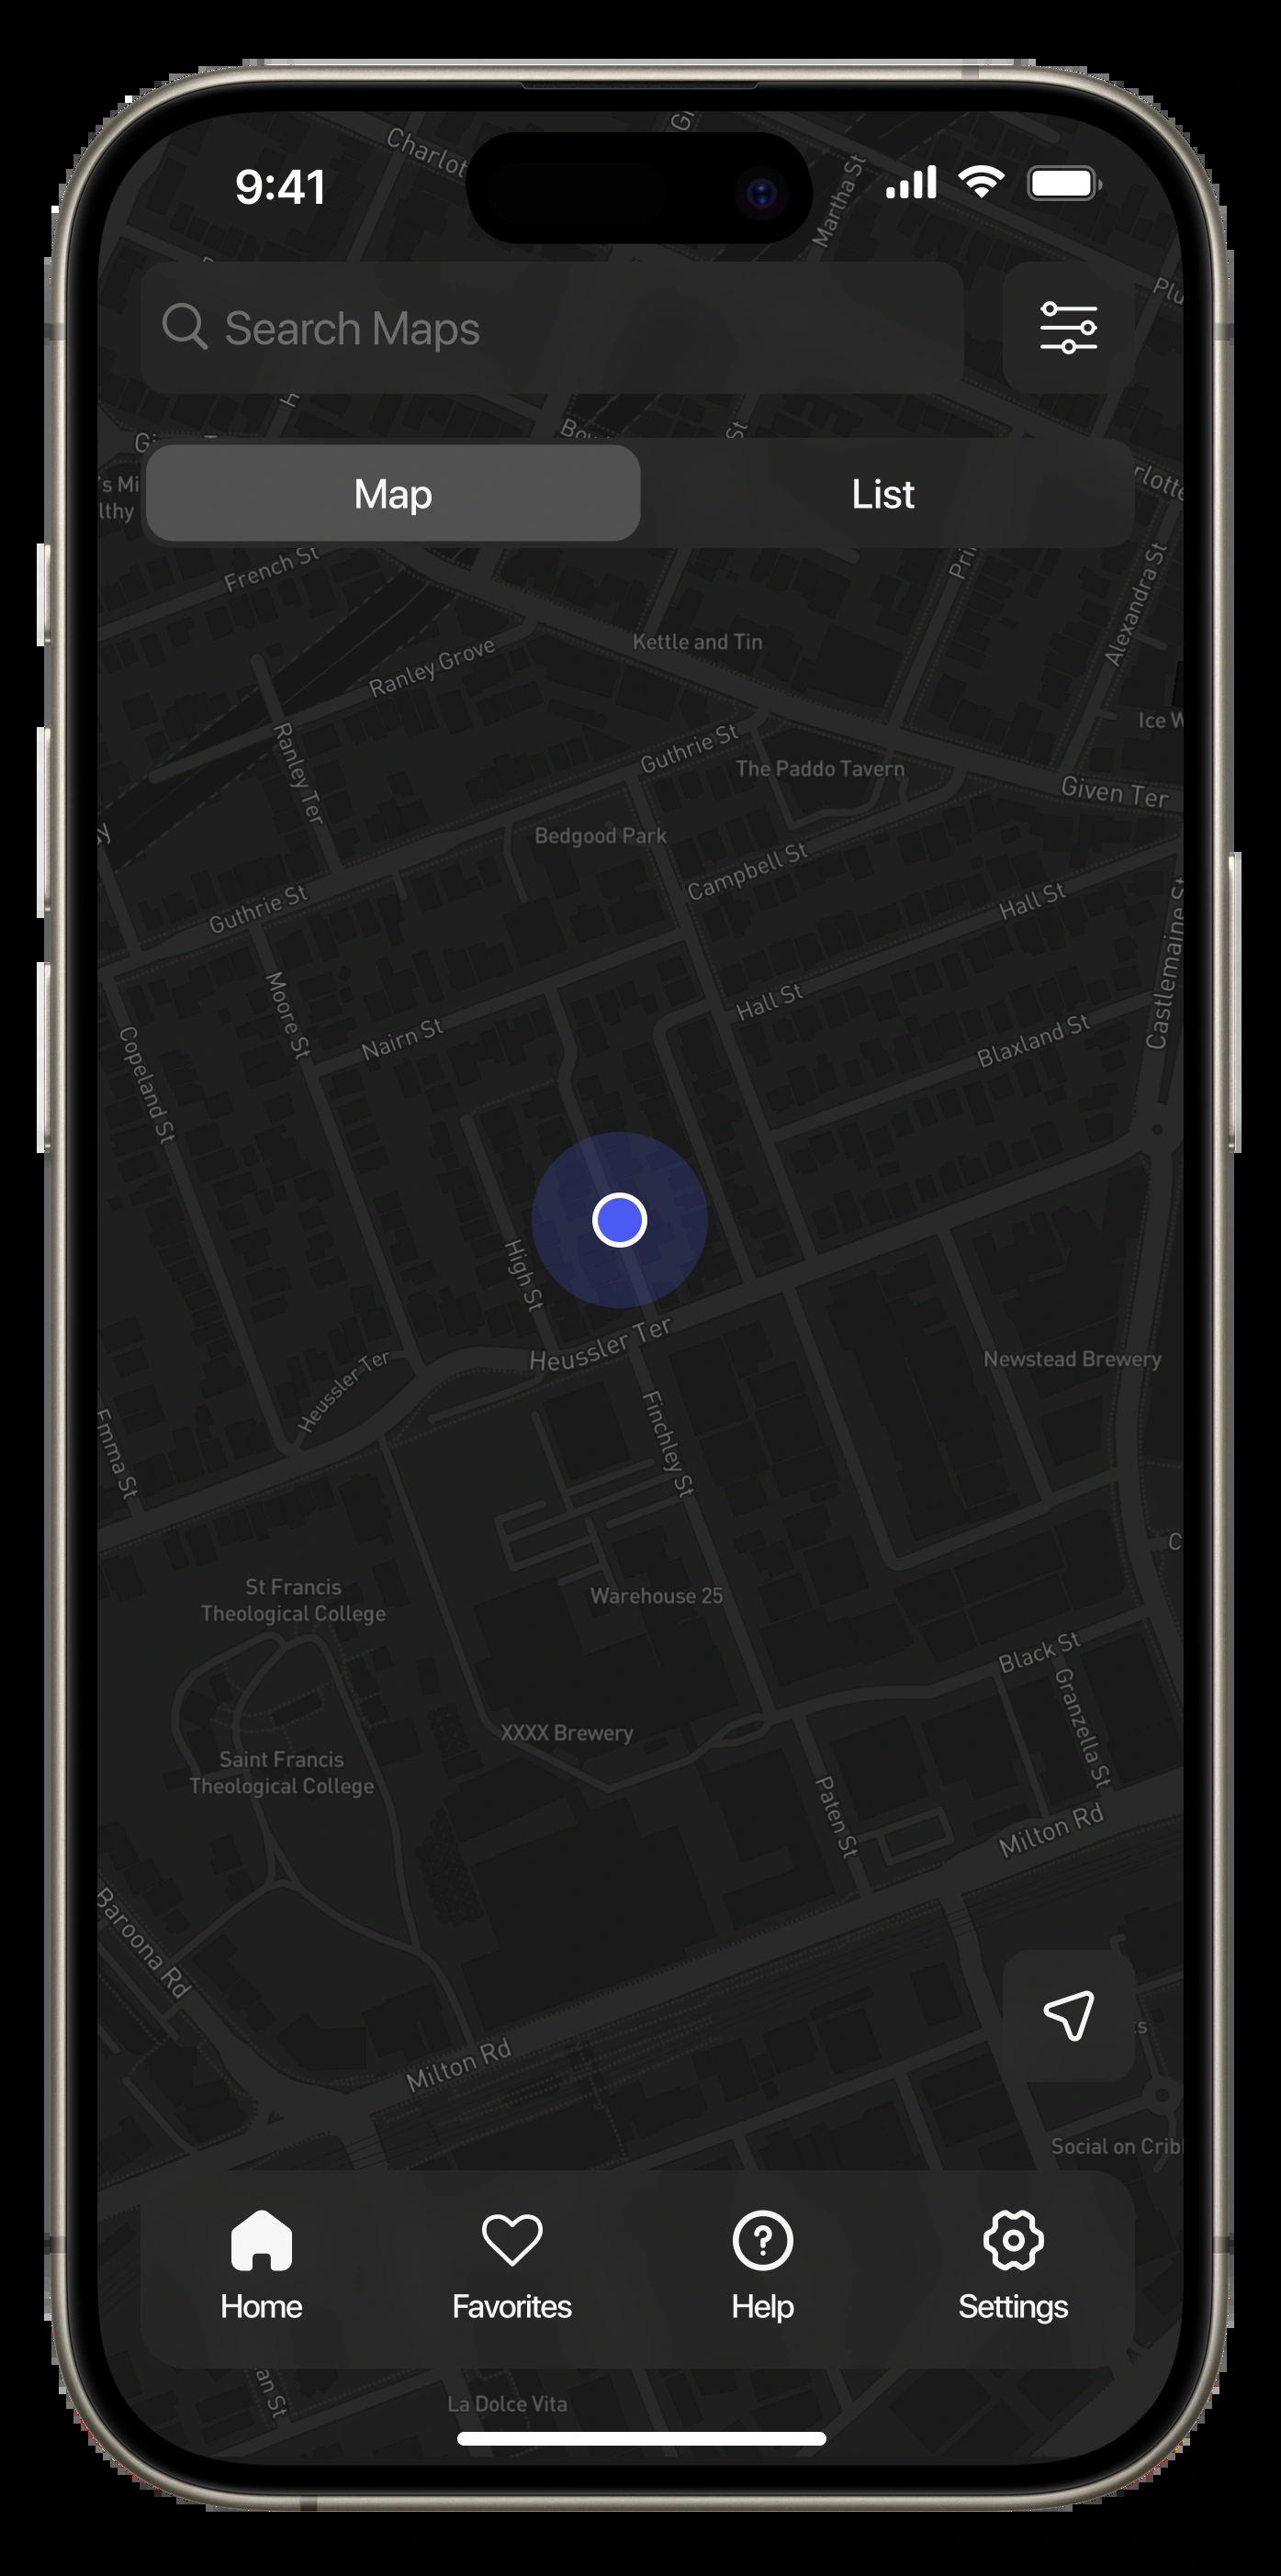 9:41
Martha St
Search Maps
Map
List
French St
Alexandra St
Kettle and Tin
Ranley Grove
Ranley Ter
Guthrie St
The Paddo Tavern
Given Ter
Bedgood Park
Campbell St
Hall St
Guthrie St
Castlemaine St
Moore St
Hall St
Nairn St
Blaxland St
Copeland St
High St
Heussler Ter
Newstead Brewery
Heussler Ter
Finchley St
Emma St
St Francis
Theological College
Warehouse 25
Black St
Granzella St
XXXX Brewery
Saint Francis
Theological College
Paten St
Milton Rd
Baroona Rd
Milton Rd
Social on Crib
Home
Favorites
Help
Settings
La Dolce Vita